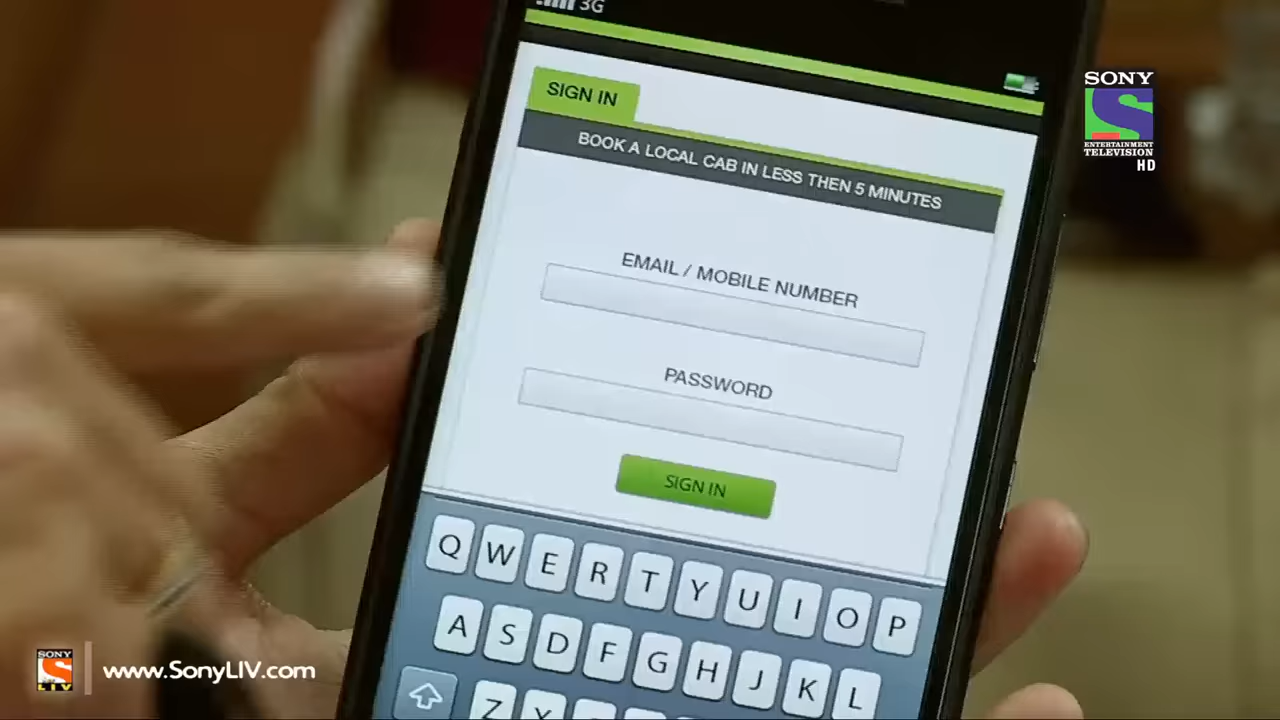 3G
SIGN IN
BOOK A LOCAL CAB IN LESS THEN 5 MINUTES
EMAIL / MOBILE NUMBER
PASSWORD
SIGN IN
Q W E R T Y U I O P
A S D F G H J K L
Z
SONY
S
ENTERTAINMENT
TELEVISION
HD
SONY
S
LIV
www.SonyLIV.com